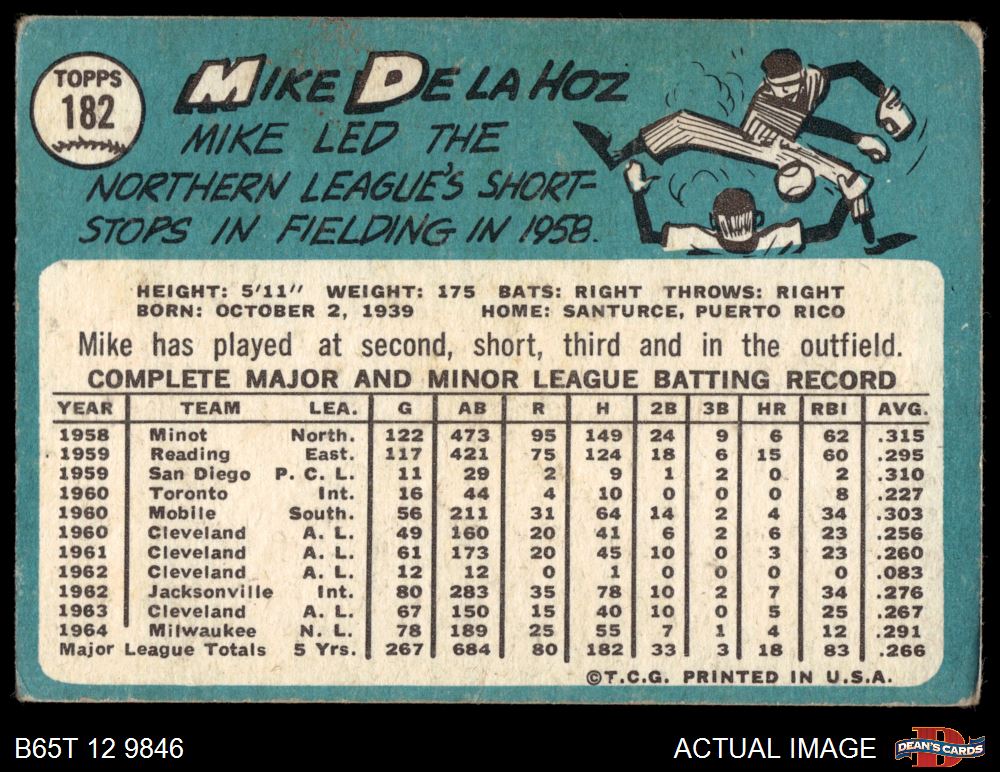 TOPPS
182
MIKE DE LA HOZ
MIKE LED THE
NORTHERN LEAGUE'S SHORT-
STOPS IN FIELDING IN 1958.
HEIGHT: 5'11" WEIGHT: 175 BATS: RIGHT THROWS: RIGHT
BORN: OCTOBER 2, 1939 HOME: SANTURCE, PUERTO RICO
Mike has played at second, short, third and in the outfield.
COMPLETE MAJOR AND MINOR LEAGUE BATTING RECORD
YEAR TEAM LEA. G AB R H 2B 3B HR RBI AVG.
1958 Minot North. 122 473 95 149 24 9 6 62 .315
1959 Reading East. 117 421 75 124 18 6 15 60 .295
1959 San Diego P. C. L. 11 29 2 9 1 2 0 2 .310
1960 Toronto Int. 16 44 4 10 0 0 0 8 .227
1960 Mobile South. 56 211 31 64 14 2 4 34 .303
1960 Cleveland A. L. 49 160 20 41 6 2 6 23 .256
1961 Cleveland A. L. 61 173 20 45 10 0 3 23 .260
1962 Cleveland A. L. 12 12 0 1 0 0 0 0 .083
1962 Jacksonville Int. 80 283 35 78 10 2 7 34 .276
1963 Cleveland A. L. 67 150 15 40 10 0 5 25 .267
1964 Milwaukee N. L. 78 189 25 55 7 1 4 12 .291
Major League Totals 5 Yrs. 267 684 80 182 33 3 18 83 .266
©T.C.G. PRINTED IN U.S.A.
B65T 12 9846 ACTUAL IMAGE
D
DEAN'S CARDS